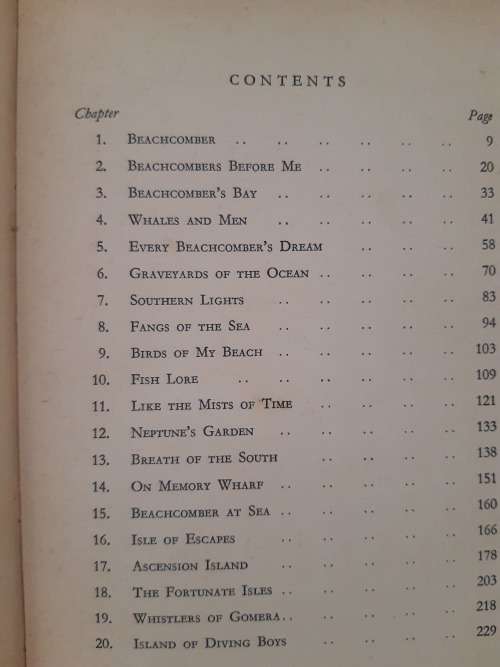 CONTENTS
Chapter Page
1. BEACHCOMBER .. .. .. .. .. .. 9
2. BEACHCOMBERS BEFORE ME .. .. .. .. 20
3. BEACHCOMBER'S BAY .. .. .. .. .. 33
4. WHALES AND MEN .. .. .. .. .. 41
5. EVERY BEACHCOMBER'S DREAM .. .. .. 58
6. GRAVEYARDS OF THE OCEAN .. .. .. .. 70
7. SOUTHERN LIGHTS .. .. .. .. .. 83
8. FANGS OF THE SEA .. .. .. .. .. 94
9. BIRDS OF MY BEACH .. .. .. .. .. 103
10. FISH LORE .. .. .. .. .. .. 109
11. LIKE THE MISTS OF TIME .. .. .. .. 121
12. NEPTUNE'S GARDEN .. .. .. .. .. 133
13. BREATH OF THE SOUTH .. .. .. .. 138
14. ON MEMORY WHARF .. .. .. .. .. 151
15. BEACHCOMBER AT SEA .. .. .. .. .. 160
16. ISLE OF ESCAPES .. .. .. .. .. 166
17. ASCENSION ISLAND .. .. .. .. .. 178
18. THE FORTUNATE ISLES .. .. .. .. .. 203
19. WHISTLERS OF GOMERA .. .. .. .. .. 218
20. ISLAND OF DIVING BOYS .. .. .. .. 229